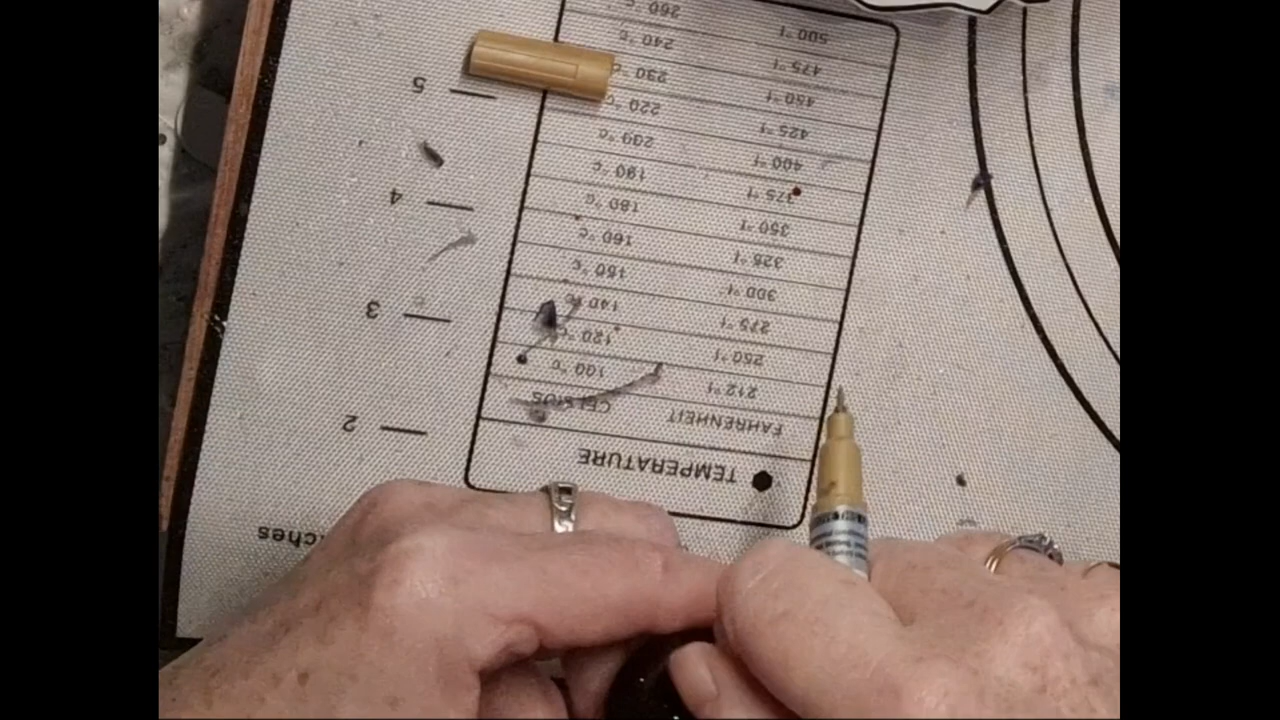 ches
TEMPERATURE
FAHRENHEIT CELSIUS
212 °f 100 °c
250 °f 120 °c
275 °f 140 °c
300 °f 150 °c
325 °f 160 °c
350 °f 180 °c
375 °f 190 °c
400 °f 200 °c
425 °f 220 °c
450 °f 230 °c
475 °f 240 °c
500 °f 260 °c
2
3
4
5